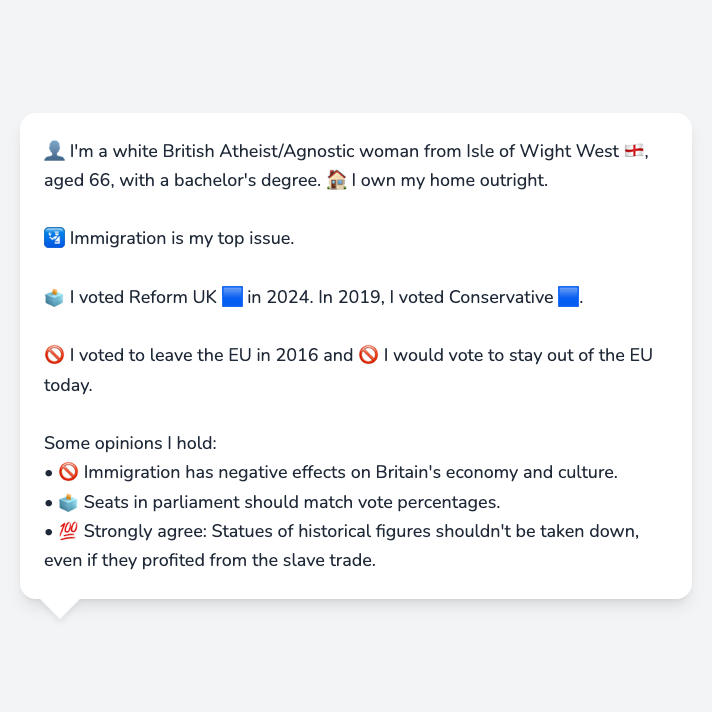 👤 I'm a white British Atheist/Agnostic woman from Isle of Wight West 🏴󠁧󠁢󠁥󠁮󠁧󠁿,
aged 66, with a bachelor's degree. 🏠 I own my home outright.
🛂 Immigration is my top issue.
🗳️ I voted Reform UK 🟦 in 2024. In 2019, I voted Conservative 🟦.
🚫 I voted to leave the EU in 2016 and 🚫 I would vote to stay out of the EU
today.
Some opinions I hold:
• 🚫 Immigration has negative effects on Britain's economy and culture.
• 🗳️ Seats in parliament should match vote percentages.
• 💯 Strongly agree: Statues of historical figures shouldn't be taken down,
even if they profited from the slave trade.